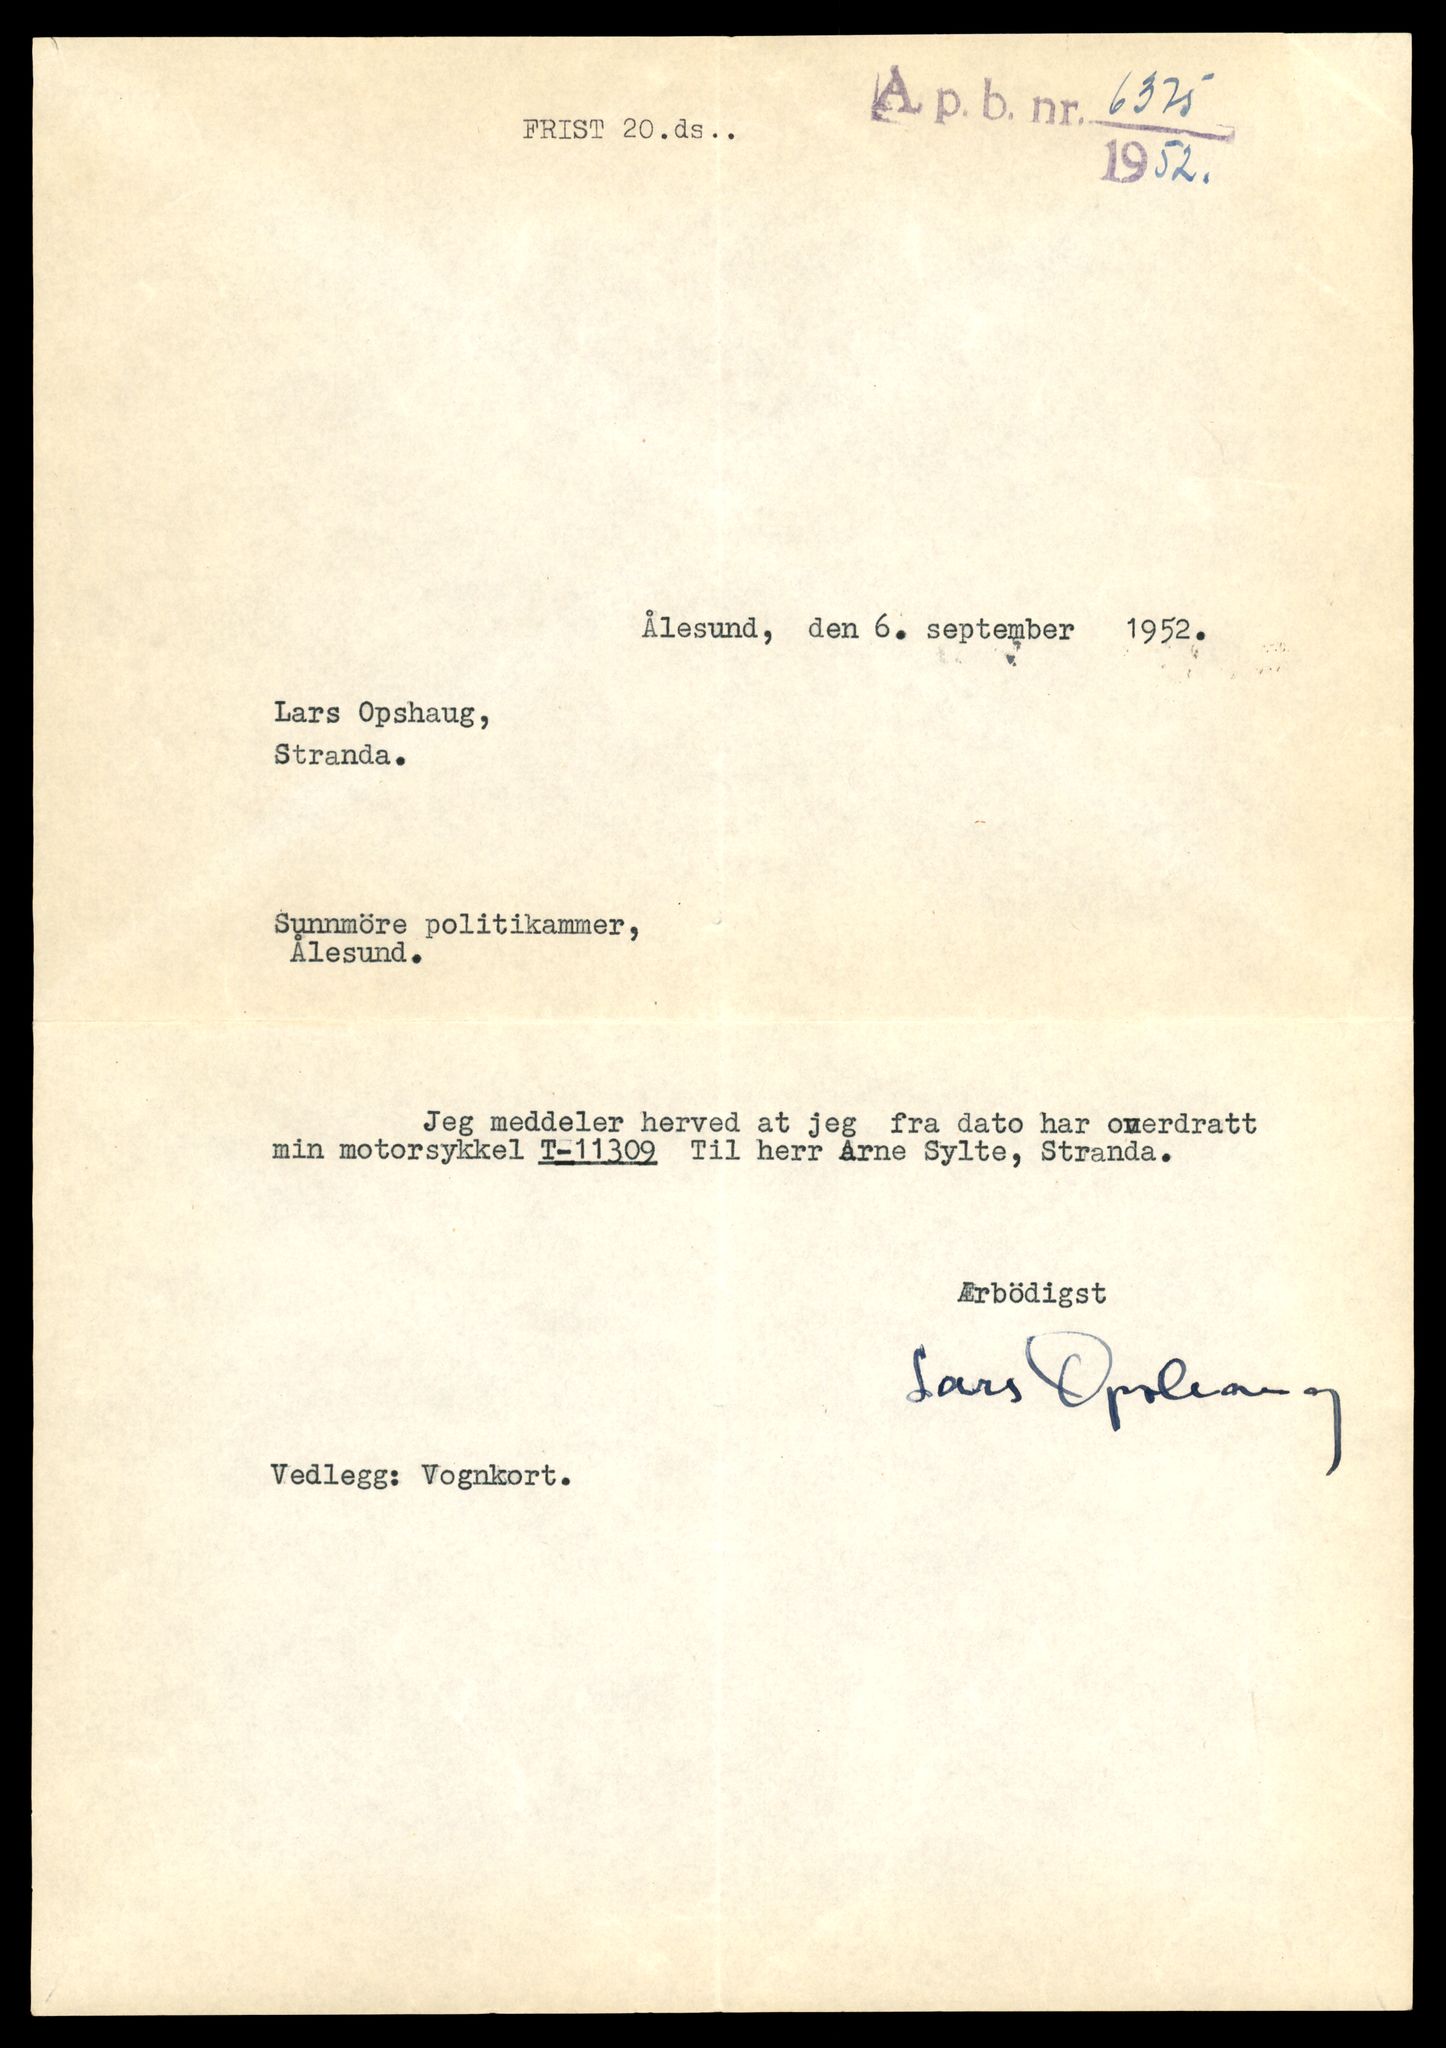 A p. b. nr. 6325
1952.
FRIST 20.ds..
Ålesund, den 6. september 1952.
Lars Opshaug,
Stranda.
Sunnmöre politikammer,
Ålesund.
Jeg meddeler herved at jeg fra dato har overdratt
min motorsykkel T-11309 Til herr Arne Sylte, Stranda.
Ærbödigst
Lars Opshaug
Vedlegg: Vognkort.